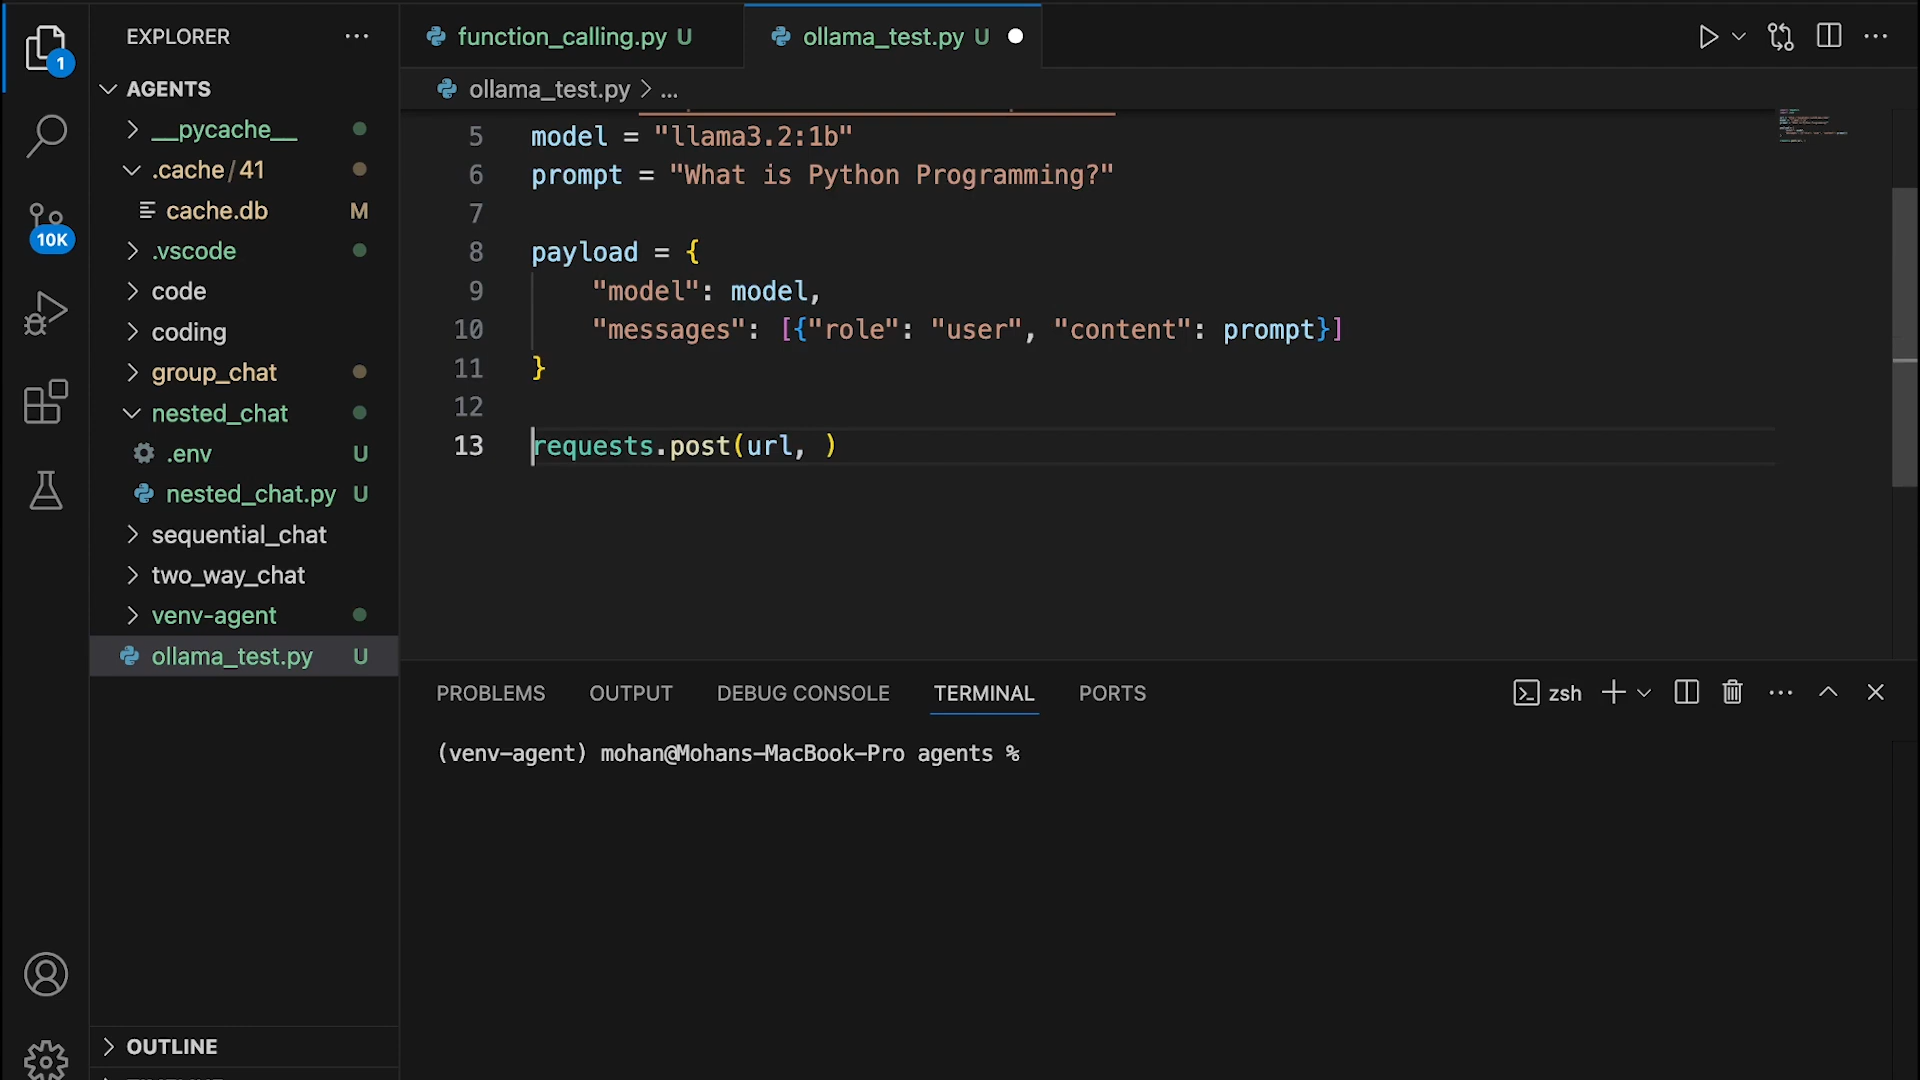 EXPLORER
function_calling.py U
ollama_test.py U
1
AGENTS
ollama_test.py > ...
__pycache__
.cache/41
cache.db M
.vscode
code
coding
group_chat
nested_chat
.env U
nested_chat.py U
sequential_chat
two_way_chat
venv-agent
ollama_test.py U
10K
5 model = "llama3.2:1b"
6 prompt = "What is Python Programming?"
7
8 payload = {
9 "model": model,
10 "messages": [{"role": "user", "content": prompt}]
11 }
12
13 requests.post(url, )
PROBLEMS OUTPUT DEBUG CONSOLE TERMINAL PORTS
zsh
(venv-agent) mohan@Mohans-MacBook-Pro agents %
OUTLINE